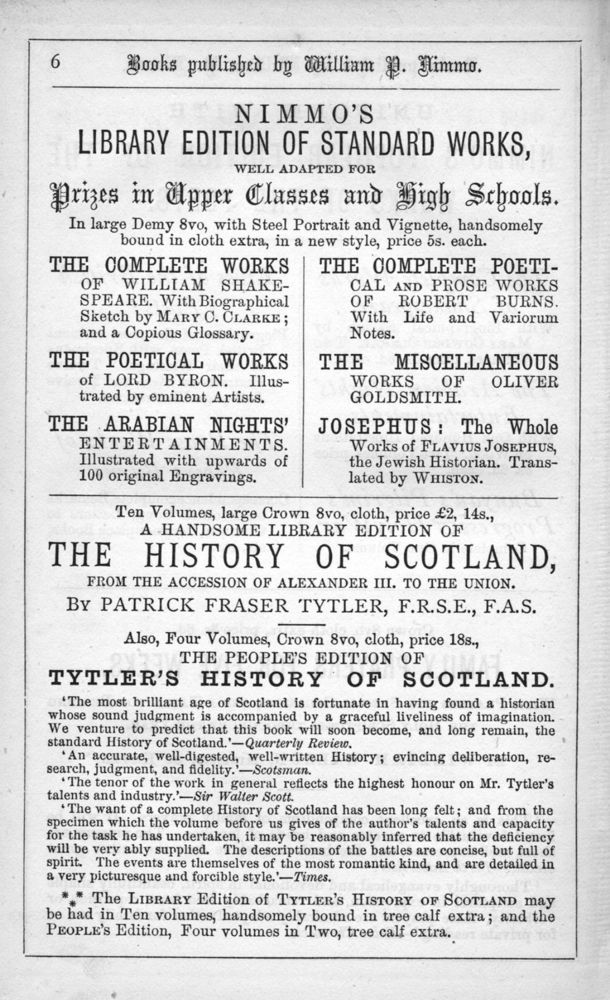 6 Books published by William P. Nimmo.
NIMMO'S
LIBRARY EDITION OF STANDARD WORKS,
WELL ADAPTED FOR
Prizes in Upper Classes and High Schools.
In large Demy 8vo, with Steel Portrait and Vignette, handsomely
bound in cloth extra, in a new style, price 5s. each.
THE COMPLETE WORKS
OF WILLIAM SHAKE-
SPEARE. With Biographical
Sketch by MARY C. CLARKE;
and a Copious Glossary.
THE POETICAL WORKS
of LORD BYRON. Illus-
trated by eminent Artists.
THE ARABIAN NIGHTS'
ENTERTAINMENTS.
Illustrated with upwards of
100 original Engravings.
THE COMPLETE POETI-
CAL AND PROSE WORKS
OF ROBERT BURNS.
With Life and Variorum
Notes.
THE MISCELLANEOUS
WORKS OF OLIVER
GOLDSMITH.
JOSEPHUS: The Whole
Works of FLAVIUS JOSEPHUS,
the Jewish Historian. Trans-
lated by WHISTON.
Ten Volumes, large Crown 8vo, cloth, price £2, 14s.,
A HANDSOME LIBRARY EDITION OF
THE HISTORY OF SCOTLAND,
FROM THE ACCESSION OF ALEXANDER III. TO THE UNION.
BY PATRICK FRASER TYTLER, F.R.S.E., F.A.S.
Also, Four Volumes, Crown 8vo, cloth, price 18s.,
THE PEOPLE'S EDITION OF
TYTLER'S HISTORY OF SCOTLAND.
'The most brilliant age of Scotland is fortunate in having found a historian
whose sound judgment is accompanied by a graceful liveliness of imagination.
We venture to predict that this book will soon become, and long remain, the
standard History of Scotland.'—Quarterly Review.
'An accurate, well-digested, well-written History; evincing deliberation, re-
search, judgment, and fidelity.'—Scotsman.
'The tenor of the work in general reflects the highest honour on Mr. Tytler's
talents and industry.'—Sir Walter Scott.
'The want of a complete History of Scotland has been long felt; and from the
specimen which the volume before us gives of the author's talents and capacity
for the task he has undertaken, it may be reasonably inferred that the deficiency
will be very ably supplied. The descriptions of the battles are concise, but full of
spirit. The events are themselves of the most romantic kind, and are detailed in
a very picturesque and forcible style.'—Times.
*⁎* The LIBRARY Edition of TYTLER'S HISTORY OF SCOTLAND may
be had in Ten volumes, handsomely bound in tree calf extra; and the
PEOPLE'S Edition, Four volumes in Two, tree calf extra.